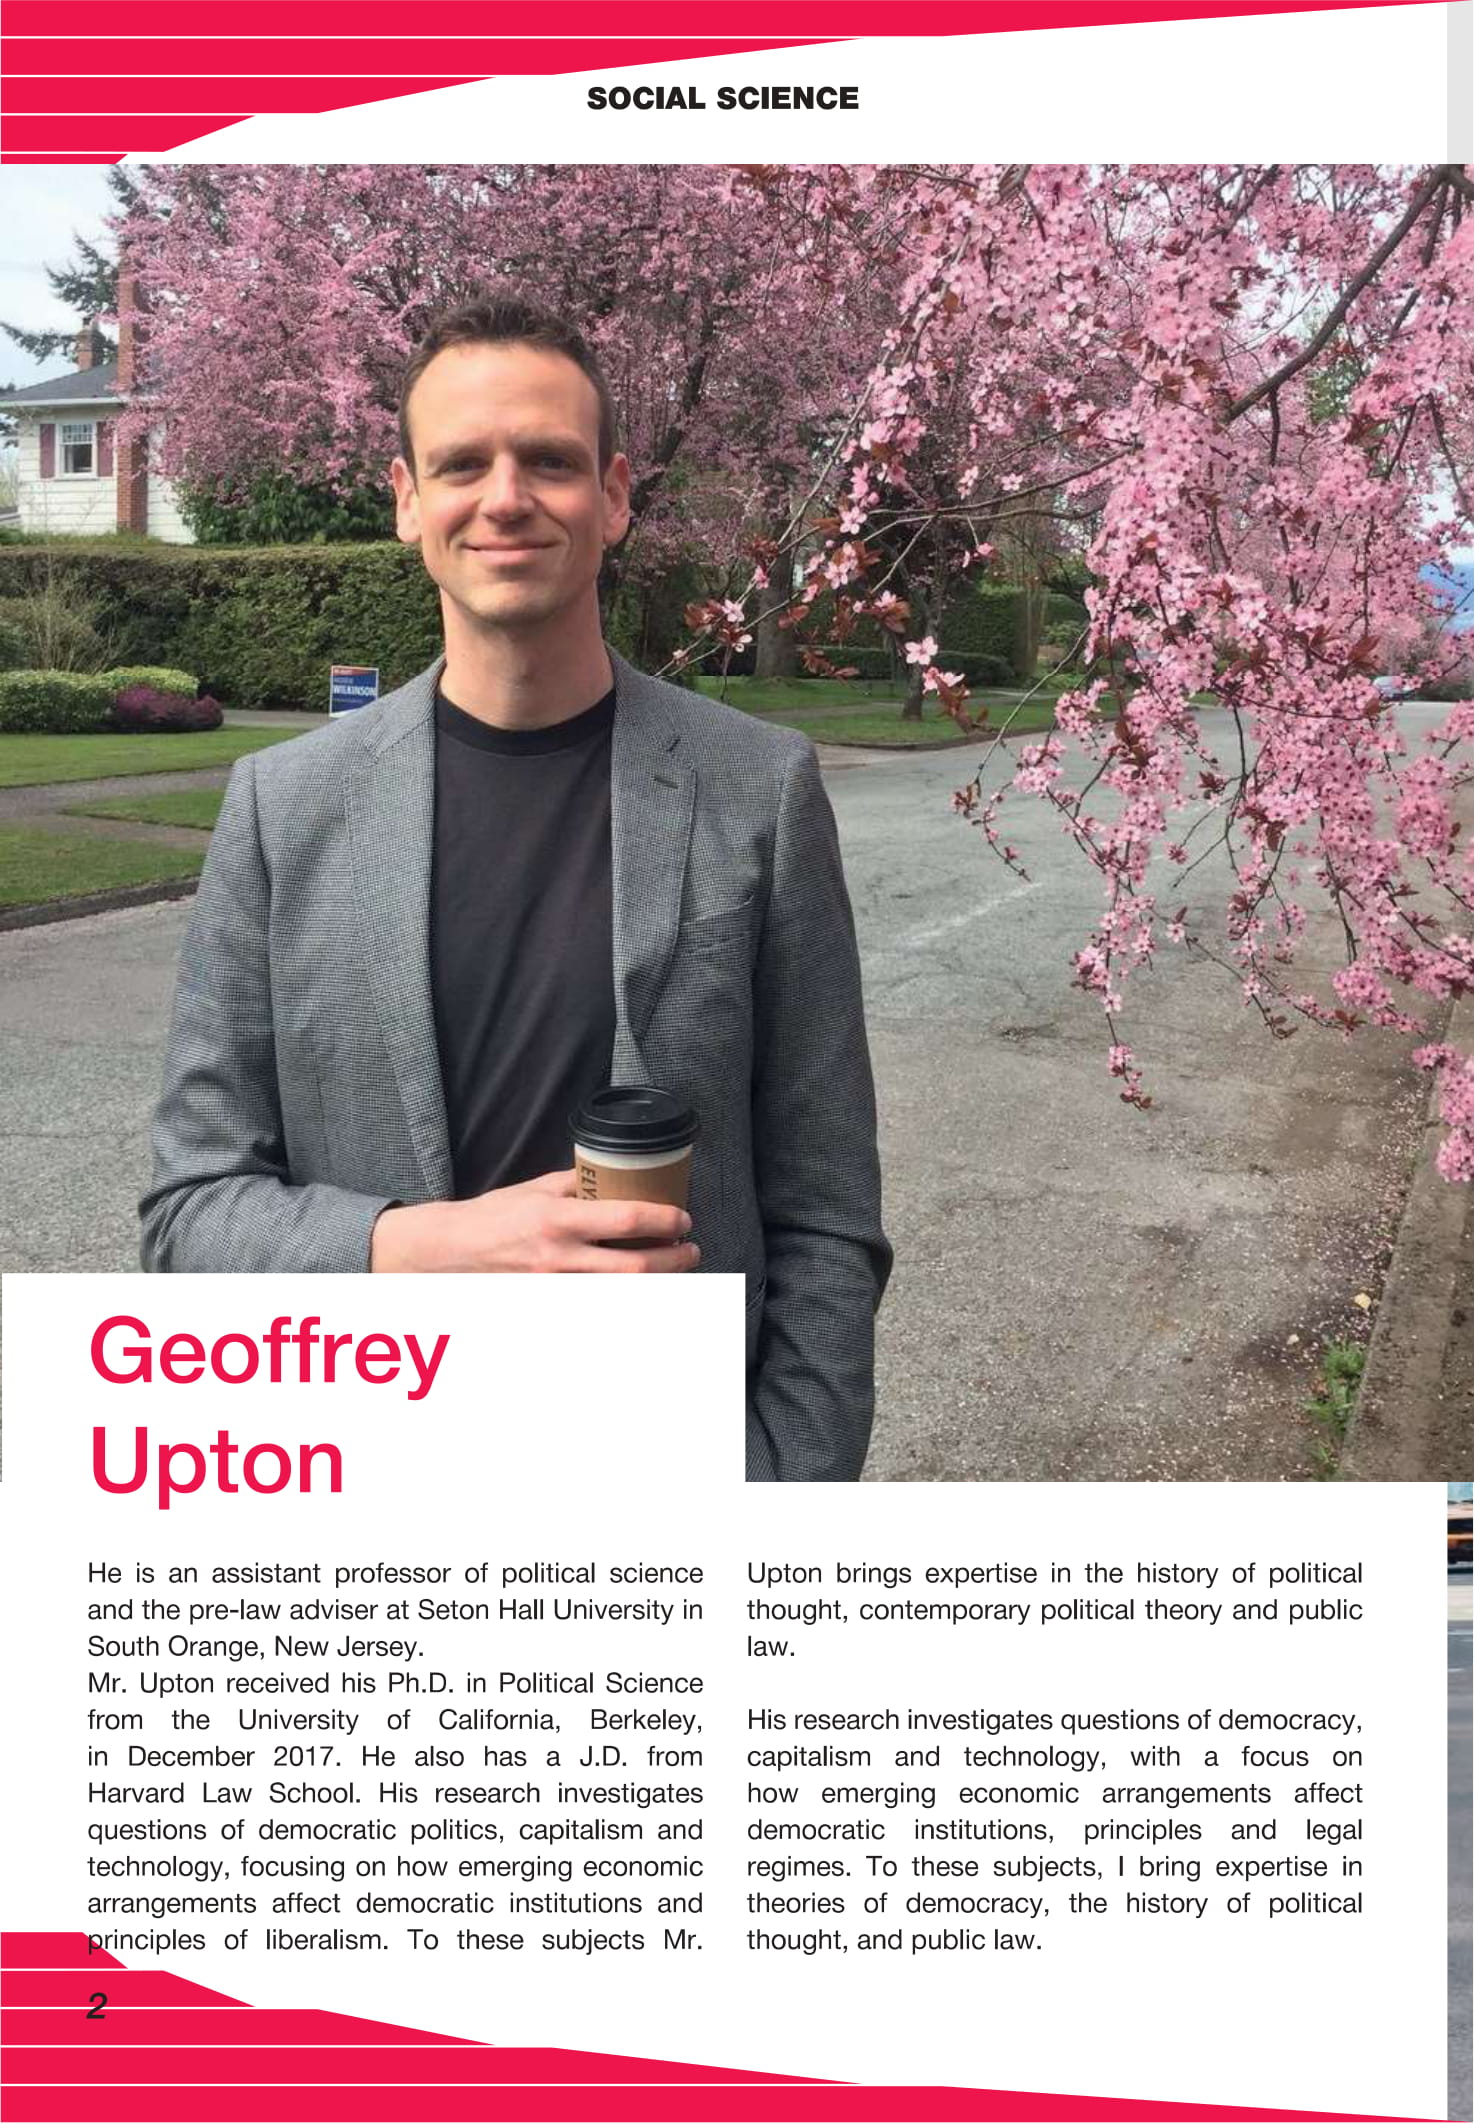 SOCIAL SCIENCE
WILKINSON
ELY
Geoffrey
Upton
He is an assistant professor of political science
and the pre-law adviser at Seton Hall University in
South Orange, New Jersey.
Mr. Upton received his Ph.D. in Political Science
from the University of California, Berkeley,
in December 2017. He also has a J.D. from
Harvard Law School. His research investigates
questions of democratic politics, capitalism and
technology, focusing on how emerging economic
arrangements affect democratic institutions and
principles of liberalism. To these subjects Mr.
Upton brings expertise in the history of political
thought, contemporary political theory and public
law.
His research investigates questions of democracy,
capitalism and technology, with a focus on
how emerging economic arrangements affect
democratic institutions, principles and legal
regimes. To these subjects, I bring expertise in
theories of democracy, the history of political
thought, and public law.
2